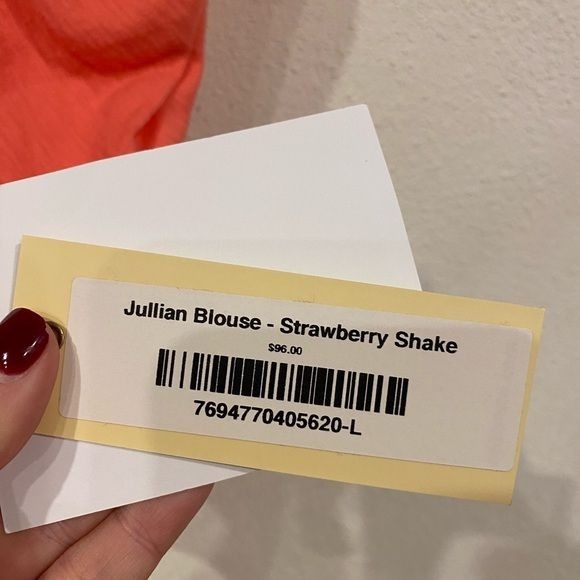 Jullian Blouse - Strawberry Shake
$96.00
7694770405620-L